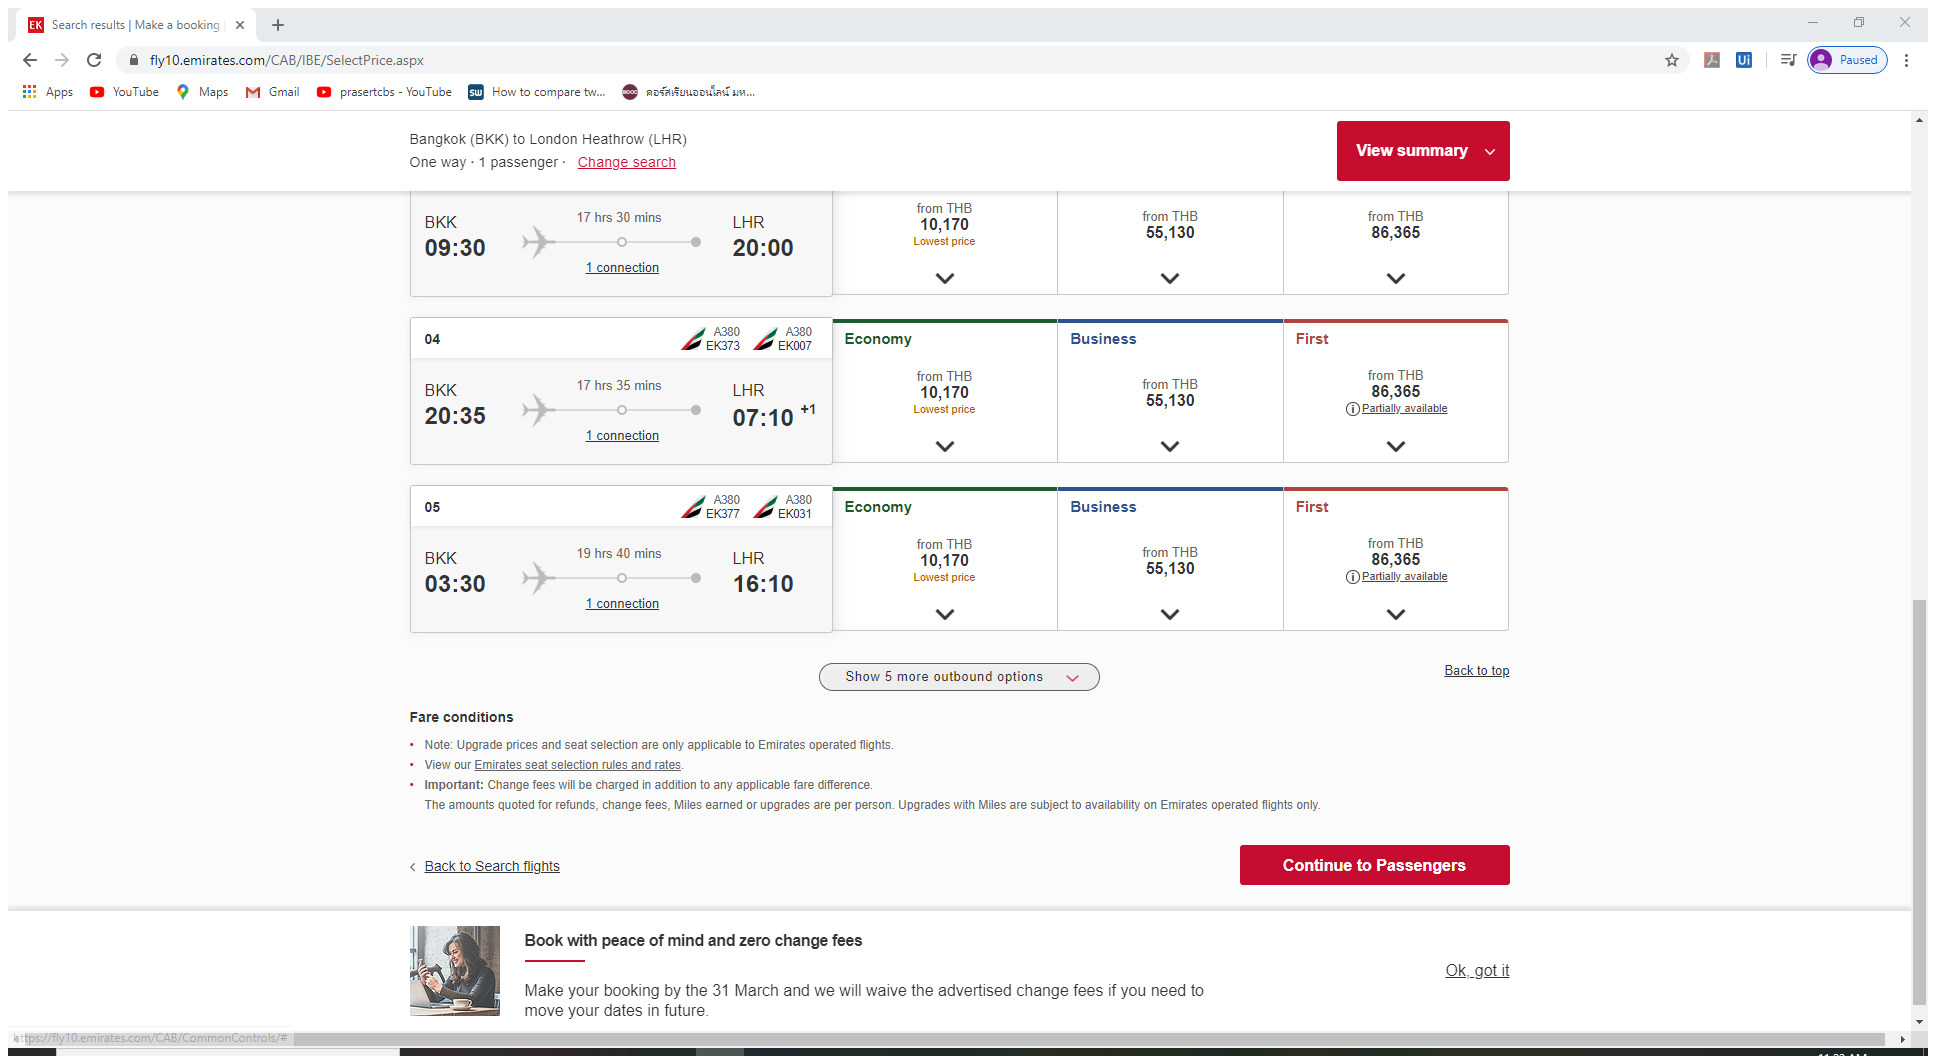 EK Search results | Make a booking
fly10.emirates.com/CAB/IBE/SelectPrice.aspx
Ui
Paused
Apps
YouTube
Maps
Gmail
prasertcbs - YouTube
SW How to compare tw...
MOOC คอร์สเรียนออนไลน์ มห...
Bangkok (BKK) to London Heathrow (LHR)
One way · 1 passenger · Change search
View summary
BKK
09:30
17 hrs 30 mins
1 connection
LHR
20:00
from THB
10,170
Lowest price
from THB
55,130
from THB
86,365
04
A380
EK373
A380
EK007
BKK
20:35
17 hrs 35 mins
1 connection
LHR
07:10 +1
Economy
from THB
10,170
Lowest price
Business
from THB
55,130
First
from THB
86,365
Partially available
05
A380
EK377
A380
EK031
BKK
03:30
19 hrs 40 mins
1 connection
LHR
16:10
Economy
from THB
10,170
Lowest price
Business
from THB
55,130
First
from THB
86,365
Partially available
Show 5 more outbound options
Back to top
Fare conditions
• Note: Upgrade prices and seat selection are only applicable to Emirates operated flights.
• View our Emirates seat selection rules and rates.
• Important: Change fees will be charged in addition to any applicable fare difference.
The amounts quoted for refunds, change fees, Miles earned or upgrades are per person. Upgrades with Miles are subject to availability on Emirates operated flights only.
Back to Search flights
Continue to Passengers
Book with peace of mind and zero change fees
Make your booking by the 31 March and we will waive the advertised change fees if you need to
move your dates in future.
Ok, got it
https://fly10.emirates.com/CAB/CommonControls/#